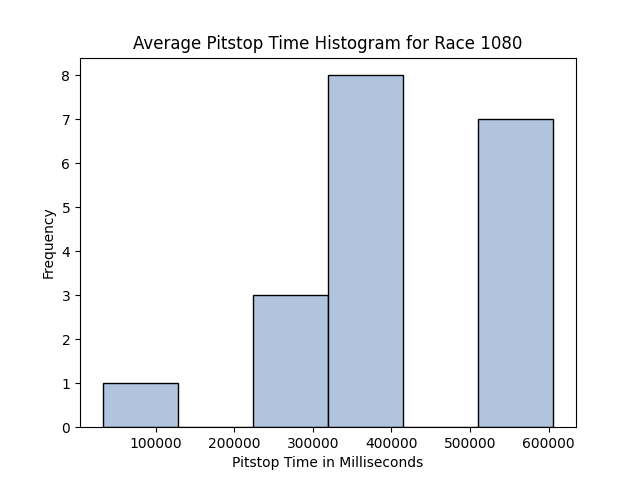 Average Pitstop Time Histogram for Race 1080
8
7
6
5
4
3
2
1
0
Frequency
100000 200000 300000 400000 500000 600000
Pitstop Time in Milliseconds